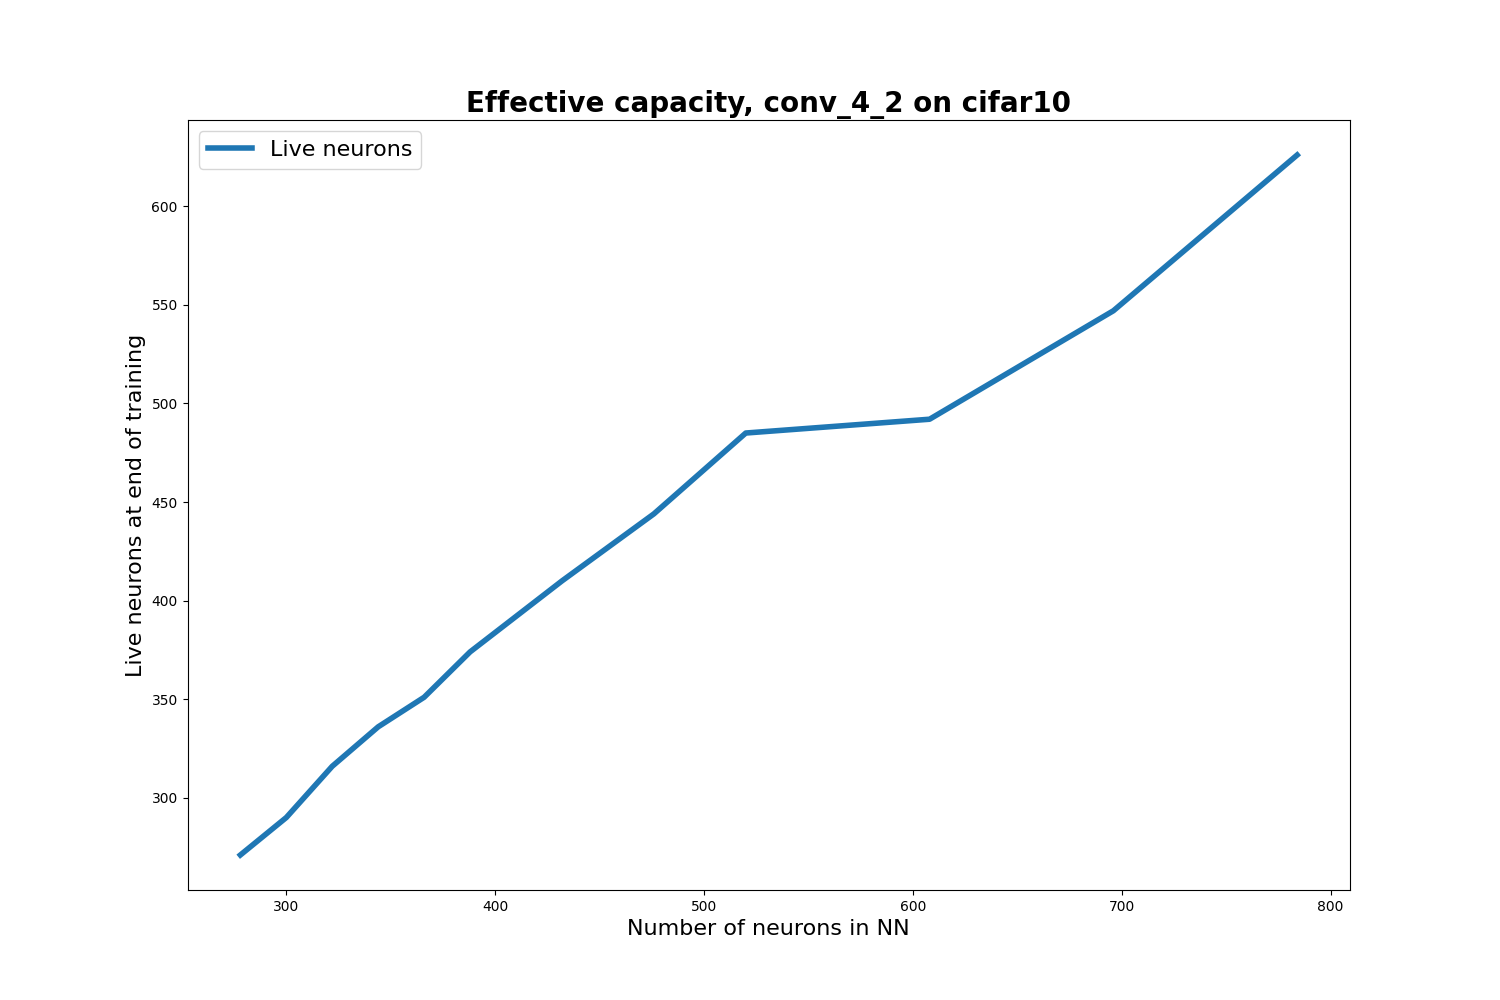 Effective capacity, conv_4_2 on cifar10
Live neurons
600
550
500
450
400
350
300
Live neurons at end of training
300 400 500 600 700 800
Number of neurons in NN